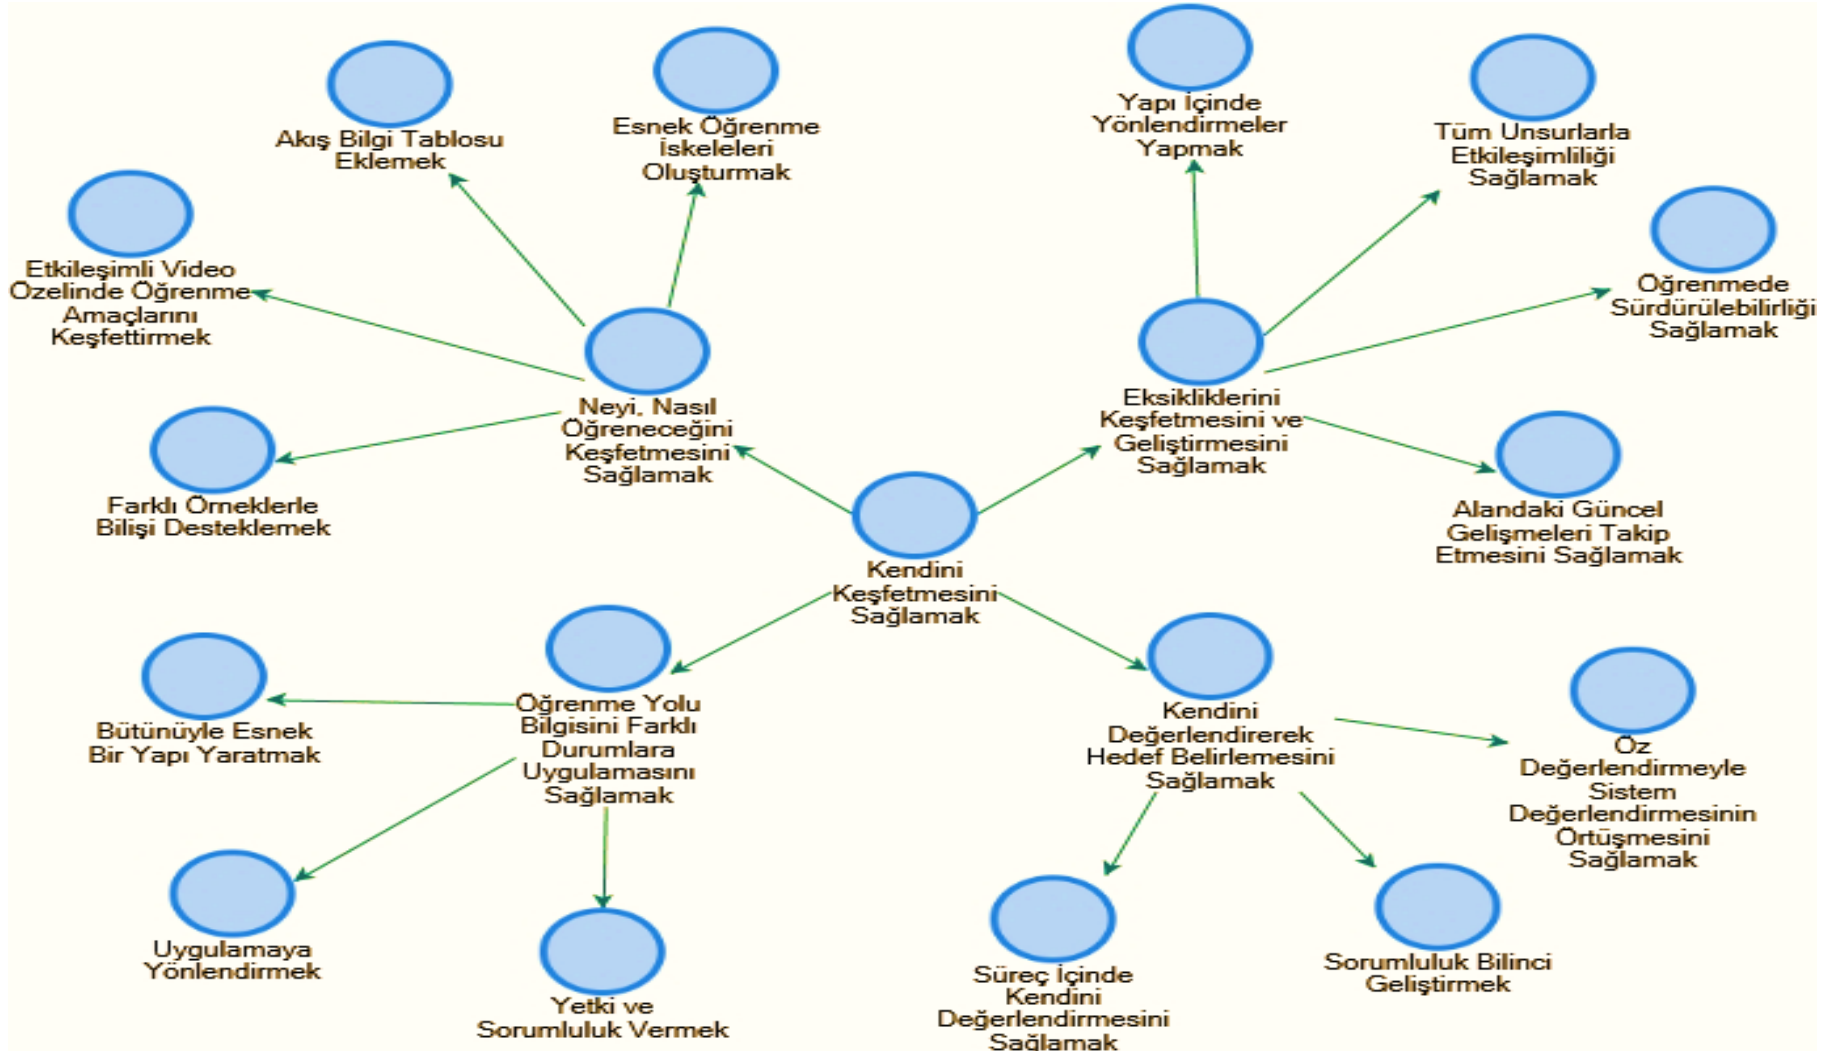 Akış Bilgi Tablosu
Eklemek
Esnek Öğrenme
İskeleleri
Oluşturmak
Yapı İçinde
Yönlendirmeler
Yapmak
Tüm Unsurlarla
Etkileşimliliği
Sağlamak
Etkileşimli Video
Özelinde Öğrenme
Amaçlarını
Keşfettirmek
Öğrenmede
Sürdürülebilirliği
Sağlamak
Neyi, Nasıl
Öğreneceğini
Keşfetmesini
Sağlamak
Eksikliklerini
Keşfetmesini ve
Geliştirmesini
Sağlamak
Farklı Örneklerle
Bilişi Desteklemek
Alandaki Güncel
Gelişmeleri Takip
Etmesini Sağlamak
Kendini
Keşfetmesini
Sağlamak
Bütünüyle Esnek
Bir Yapı Yaratmak
Öğrenme Yolu
Bilgisini Farklı
Durumlara
Uygulamasını
Sağlamak
Kendini
Değerlendirerek
Hedef Belirlemesini
Sağlamak
Öz
Değerlendirmeyle
Sistem
Değerlendirmesinin
Örtüşmesini
Sağlamak
Uygulamaya
Yönlendirmek
Yetki ve
Sorumluluk Vermek
Süreç İçinde
Kendini
Değerlendirmesini
Sağlamak
Sorumluluk Bilinci
Geliştirmek